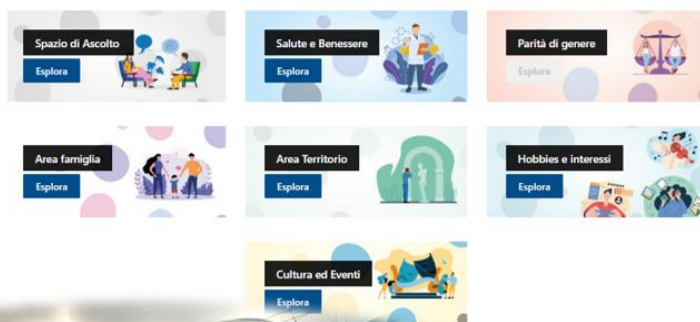 Spazio di Ascolto
Esplora
Salute e Benessere
Esplora
Parità di genere
Esplora
Area famiglia
Esplora
Area Territorio
Esplora
Hobbies e interessi
Esplora
Cultura ed Eventi
Esplora